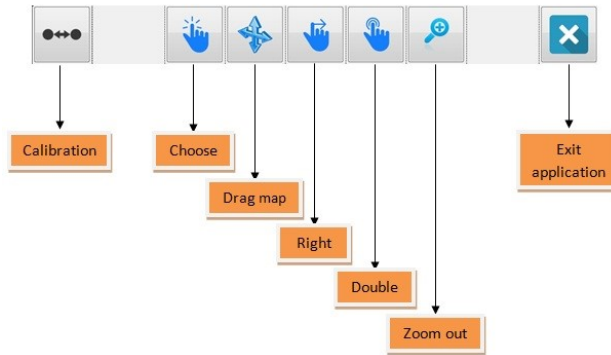 Calibration
Choose
Drag map
Right
Double
Zoom out
Exit
application